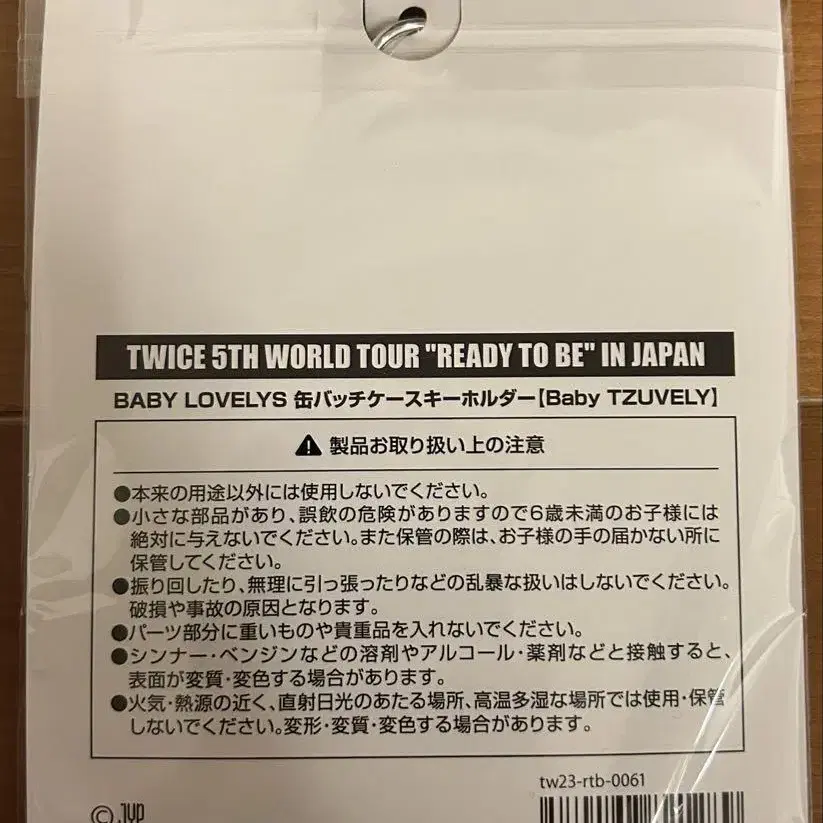 TWICE 5TH WORLD TOUR "READY TO BE" IN JAPAN
BABY LOVELYS 缶バッチケースキーホルダー【Baby TZUVELY】
製品お取り扱い上の注意
●本来の用途以外には使用しないでください。
●小さな部品があり、誤飲の危険がありますので6歳未満のお子様には
絶対に与えないでください。また保管の際は、お子様の手の届かない所に
保管してください。
●振り回したり、無理に引っ張ったりなどの乱暴な扱いはしないでください。
破損や事故の原因となります。
●パーツ部分に重いものや貴重品を入れないでください。
●シンナー・ベンジンなどの溶剤やアルコール・薬剤などと接触すると、
表面が変質・変色する場合があります。
●火気・熱源の近く、直射日光のあたる場所、高温多湿な場所では使用・保管
しないでください。変形・変質・変色する場合があります。
tw23-rtb-0061
© JYP